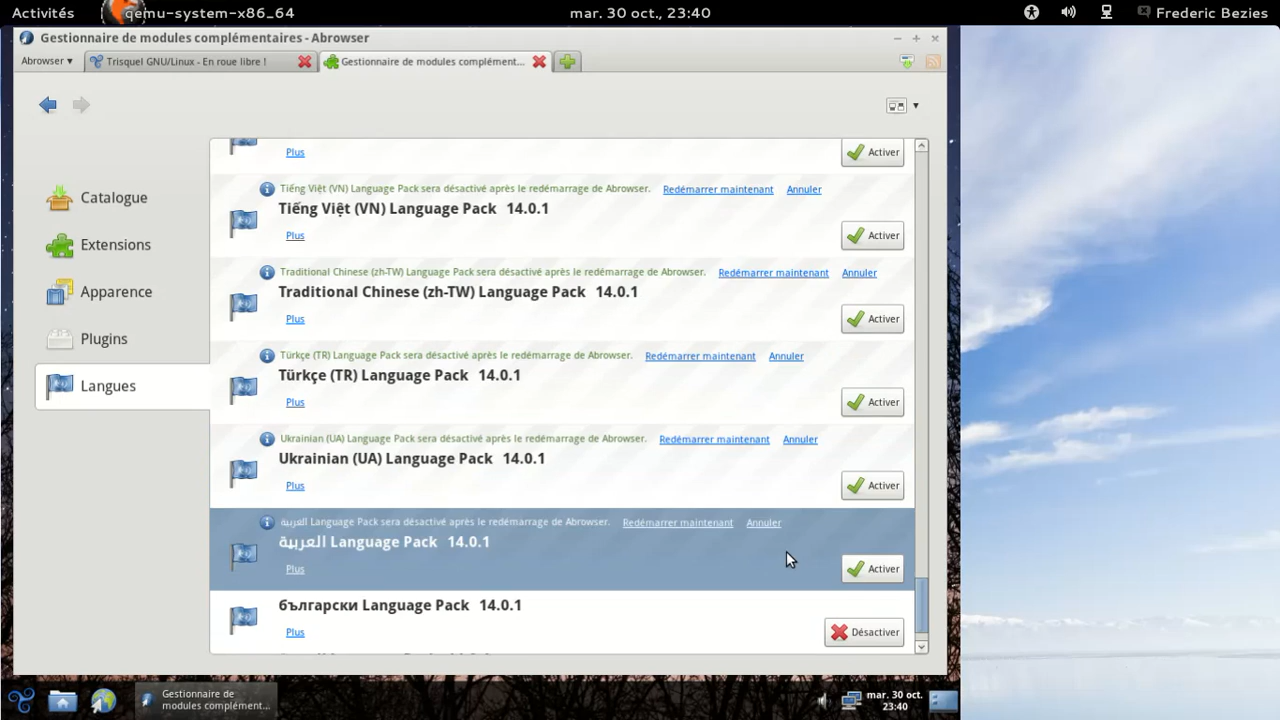 Activités
qemu-system-x86_64
mar. 30 oct., 23:40
Frederic Bezies
Gestionnaire de modules complémentaires - Abrowser
Abrowser
Trisquel GNU/Linux - En roue libre !
Gestionnaire de modules complément...
Catalogue
Extensions
Apparence
Plugins
Langues
Plus
Activer
Tiếng Việt (VN) Language Pack sera désactivé après le redémarrage de Abrowser. Redémarrer maintenant Annuler
Tiếng Việt (VN) Language Pack 14.0.1
Plus
Activer
Traditional Chinese (zh-TW) Language Pack sera désactivé après le redémarrage de Abrowser. Redémarrer maintenant Annuler
Traditional Chinese (zh-TW) Language Pack 14.0.1
Plus
Activer
Türkçe (TR) Language Pack sera désactivé après le redémarrage de Abrowser. Redémarrer maintenant Annuler
Türkçe (TR) Language Pack 14.0.1
Plus
Activer
Ukrainian (UA) Language Pack sera désactivé après le redémarrage de Abrowser. Redémarrer maintenant Annuler
Ukrainian (UA) Language Pack 14.0.1
Plus
Activer
العربية Language Pack sera désactivé après le redémarrage de Abrowser. Redémarrer maintenant Annuler
العربية Language Pack 14.0.1
Plus
Activer
български Language Pack 14.0.1
Plus
Désactiver
Gestionnaire de
modules complément...
mar. 30 oct.
23:40